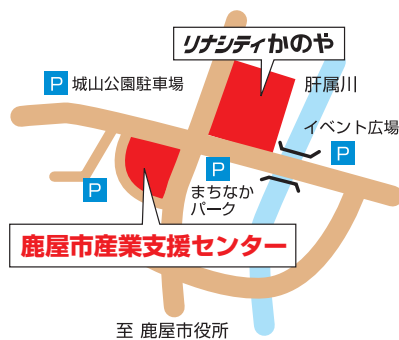 リナシティかのや
P 城山公園駐車場
肝属川
イベント広場
P
P
P
まちなか
パーク
鹿屋市産業支援センター
至 鹿屋市役所